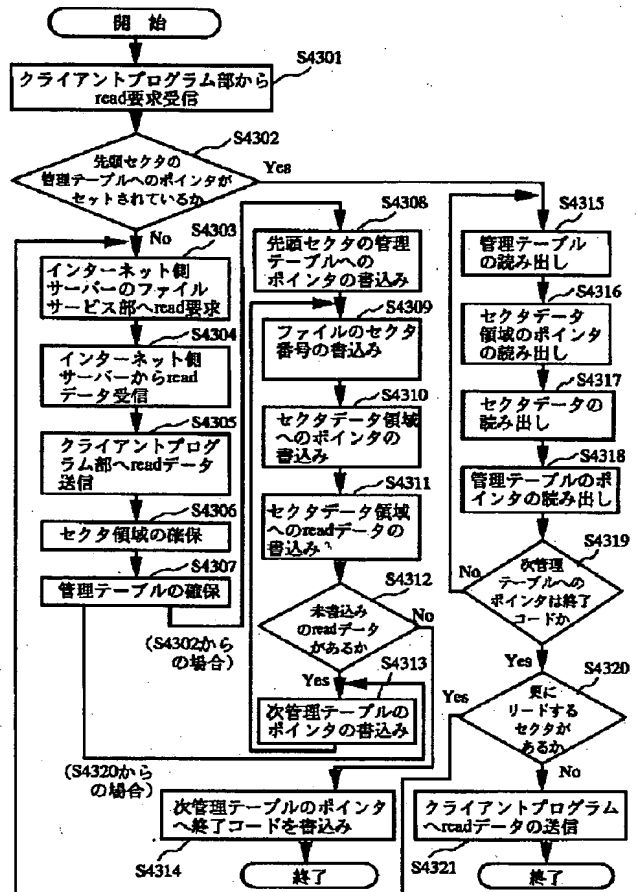 開始
S4301
クライアントプログラム部から
read要求受信
S4302
先頭セクタの
管理テーブルへのポインタが
セットされているか
Yes
No
S4303
インターネット側
サーバーのファイル
サービス部へread要求
S4304
インターネット側
サーバーからread
データ受信
S4305
クライアントプログ
ラム部へreadデータ
送信
S4306
セクタ領域の確保
S4307
管理テーブルの確保
(S4302から
の場合)
(S4320から
の場合)
S4308
先頭セクタの管理
テーブルへの
ポインタの書込み
S4309
ファイルのセクタ
番号の書込み
S4310
セクタデータ領域
へのポインタの
書込み
S4311
セクタデータ領域
へのreadデータの
書込み
S4312
未書込み
のreadデータ
があるか
No
Yes
S4313
次管理テーブルの
ポインタの書込み
次管理テーブルのポインタ
へ終了コードを書込み
S4314
終了
S4315
管理テーブル
の読み出し
S4316
セクタデータ
領域のポインタ
の読み出し
S4317
セクタデータの
読み出し
S4318
管理テーブルのポ
インタの読み出し
S4319
次管理
テーブルへの
ポインタは終了
コードか
No
Yes
S4320
更に
リードする
セクタが
あるか
Yes
No
クライアントプログラム
へreadデータの送信
S4321
終了